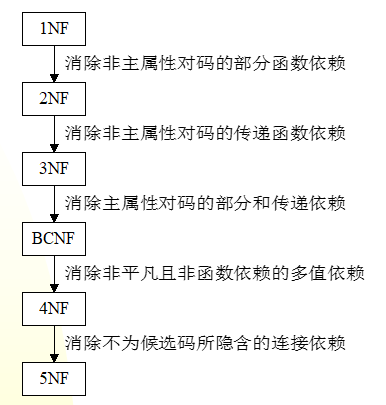 1NF
消除非主属性对码的部分函数依赖
2NF
消除非主属性对码的传递函数依赖
3NF
消除主属性对码的部分和传递依赖
BCNF
消除非平凡且非函数依赖的多值依赖
4NF
消除不为候选码所隐含的连接依赖
5NF